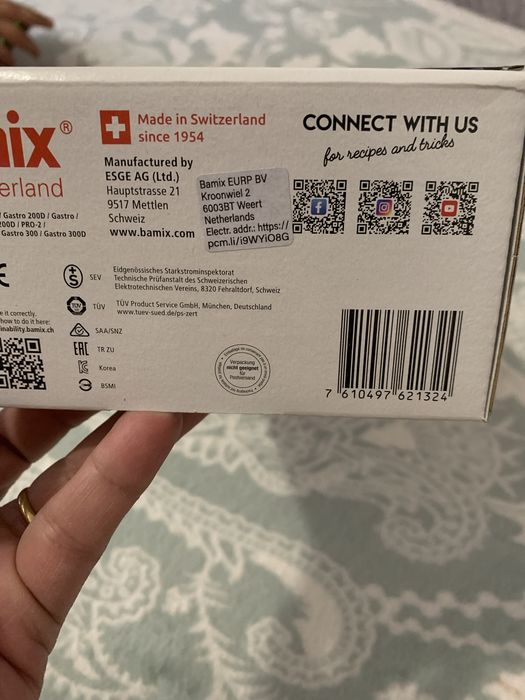 ix®
erland
/ Gastro 200D / Gastro /
200D / PRO-2 /
Gastro 300 / Gastro 300D
Made in Switzerland
since 1954
Manufactured by
ESGE AG (Ltd.)
Hauptstrasse 21
9517 Mettlen
Schweiz
www.bamix.com
Bamix EURP BV
Kroonwiel 2
6003BT Weert
Netherlands
Electr. addr.: https://
pcm.li/i9WYiO8G
CONNECT WITH US
for recipes and tricks
CE
S
SEV
Eidgenössisches Starkstrominspektorat
Technische Prüfanstalt des Schweizerischen
Elektrotechnischen Vereins, 8320 Fehraltdorf, Schweiz
TÜV
TÜV Product Service GmbH, München, Deutschland
www.tuev-sued.de/ps-zert
SAA/SNZ
EAC
TR ZU
Korea
BSMI
e it correctly,
how to do it here:
inability.bamix.ch
Verpackung
nicht geeignet
für
Postversand
7 610497 621324